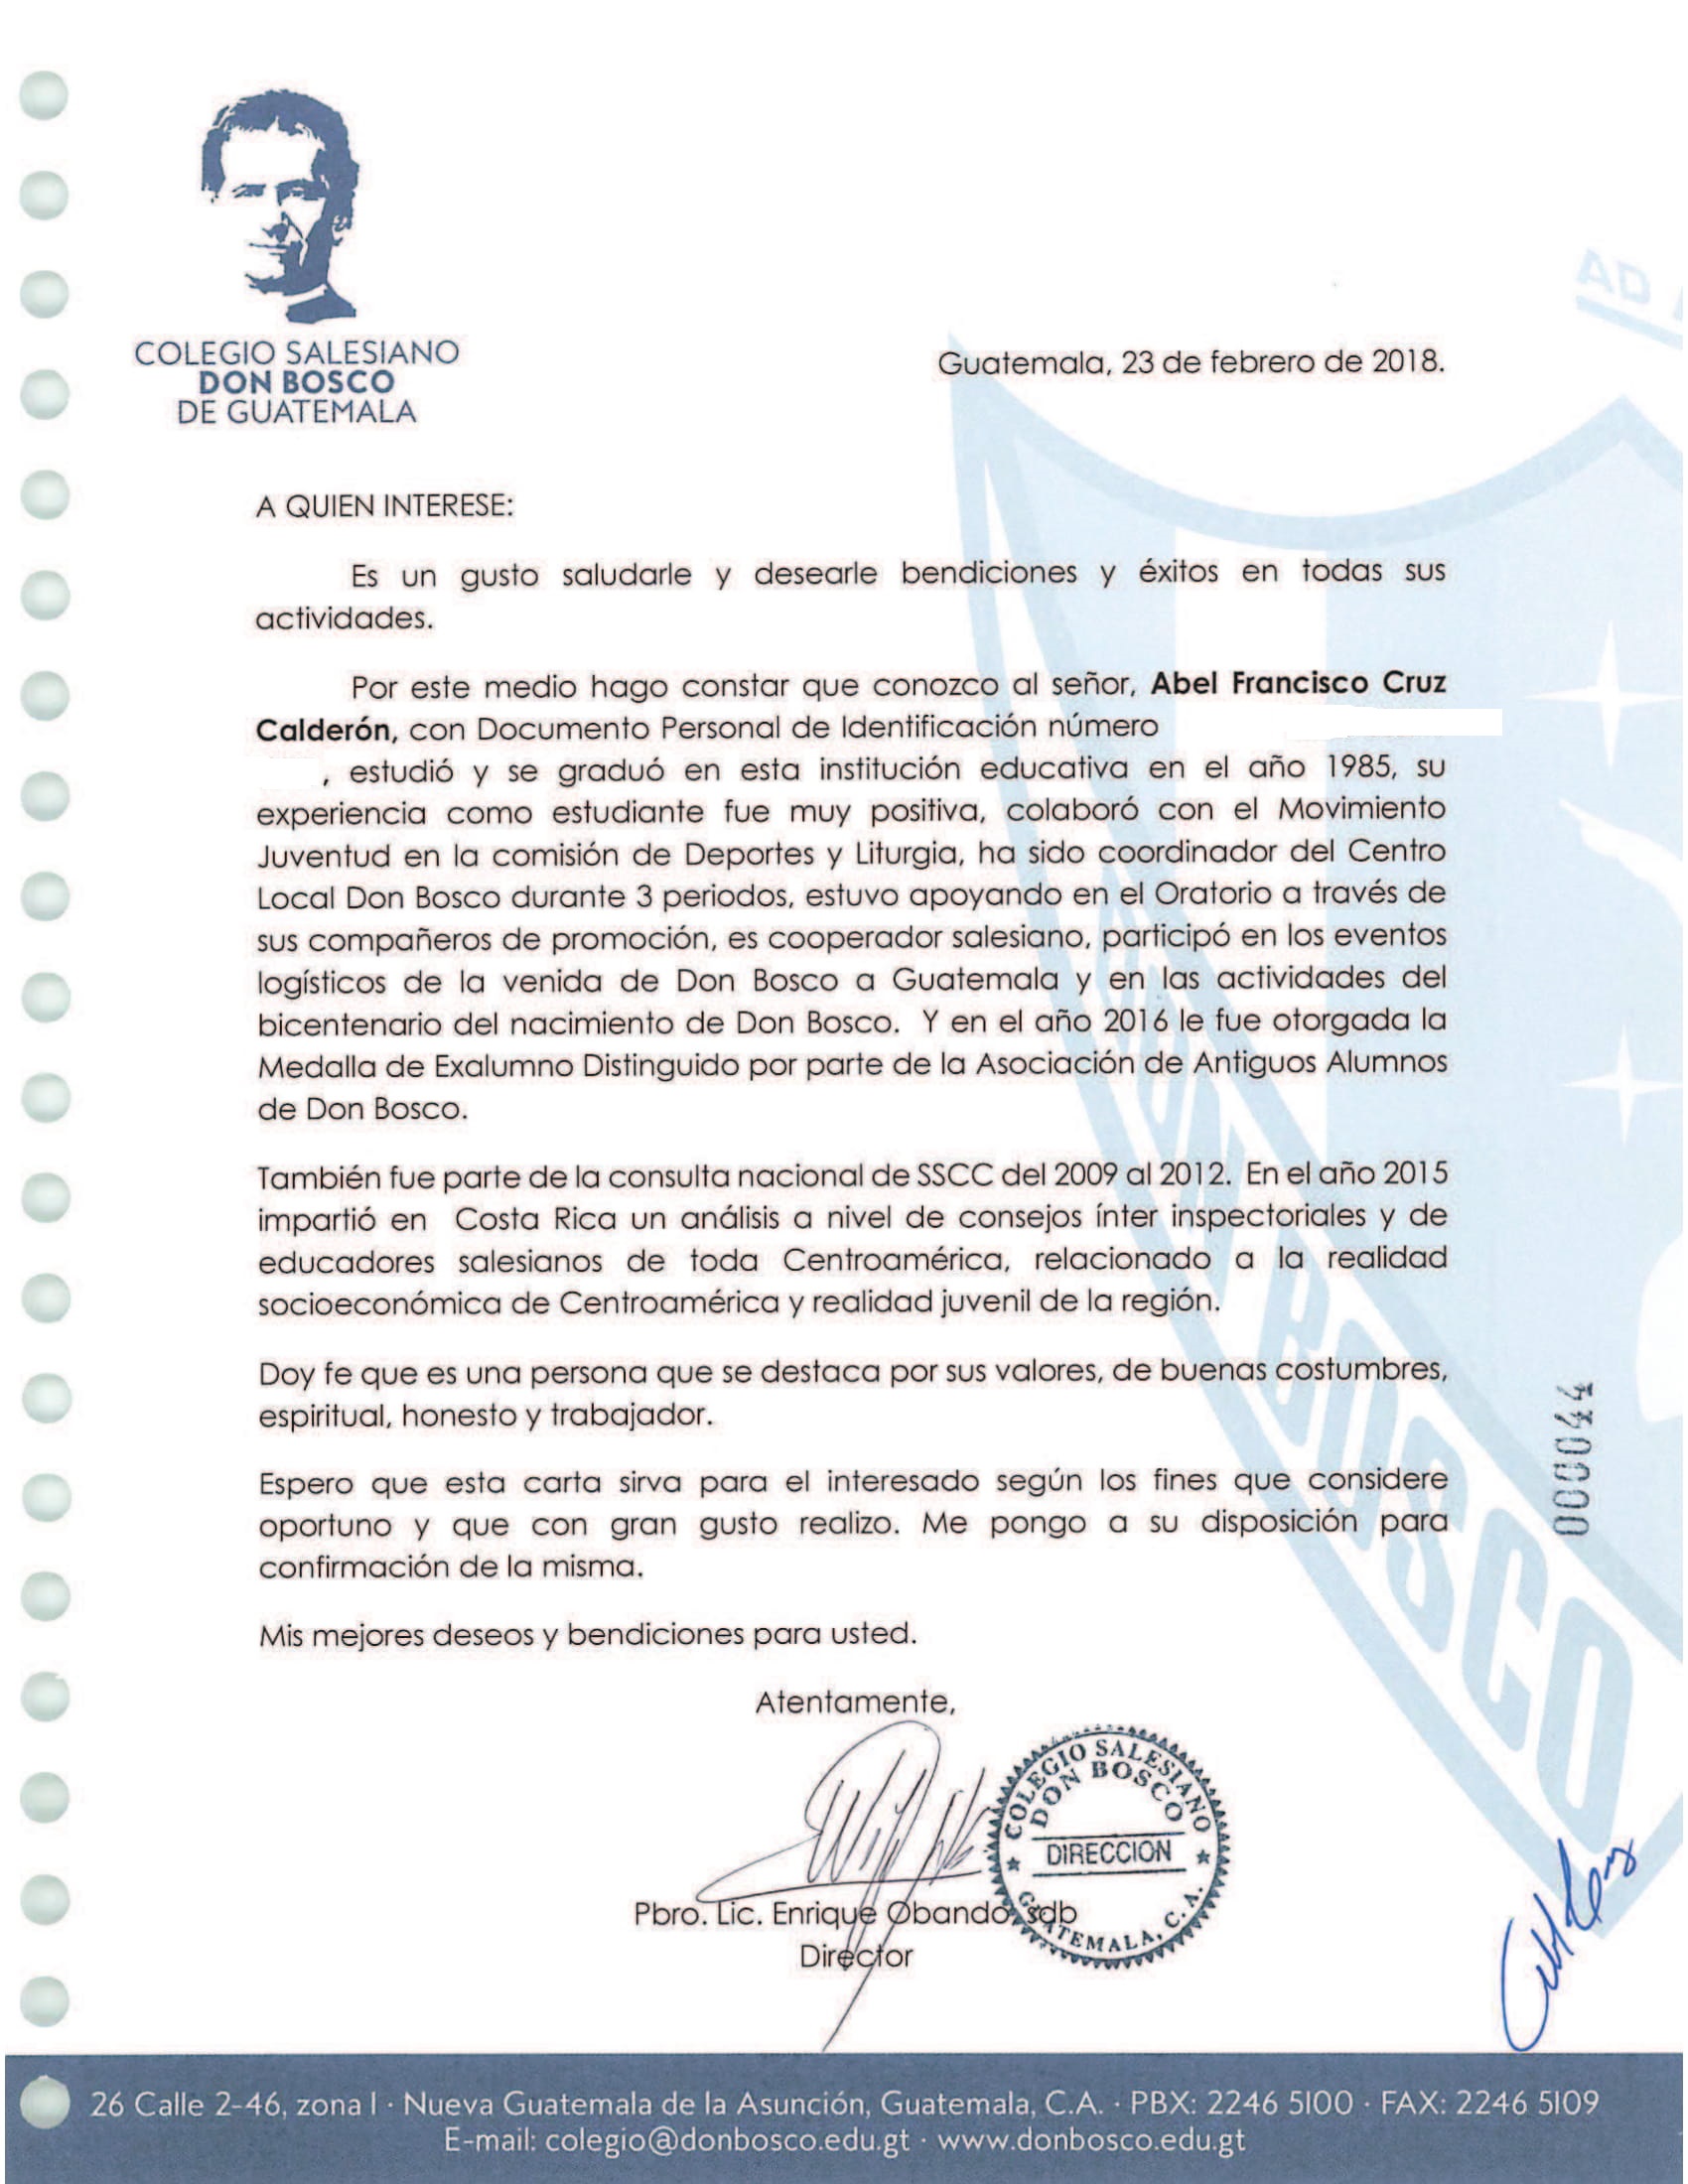 COLEGIO SALESIANO
DON BOSCO
DE GUATEMALA
AD
Guatemala, 23 de febrero de 2018.
A QUIEN INTERESE:
Es un gusto saludarle y desearle bendiciones y éxitos en todas sus
actividades.
Por este medio hago constar que conozco al señor, Abel Francisco Cruz
Calderón, con Documento Personal de Identificación número
, estudió y se graduó en esta institución educativa en el año 1985, su
experiencia como estudiante fue muy positiva, colaboró con el Movimiento
Juventud en la comisión de Deportes y Liturgia, ha sido coordinador del Centro
Local Don Bosco durante 3 periodos, estuvo apoyando en el Oratorio a través de
sus compañeros de promoción, es cooperador salesiano, participó en los eventos
logísticos de la venida de Don Bosco a Guatemala y en las actividades del
bicentenario del nacimiento de Don Bosco. Y en el año 2016 le fue otorgada la
Medalla de Exalumno Distinguido por parte de la Asociación de Antiguos Alumnos
de Don Bosco.
También fue parte de la consulta nacional de SSCC del 2009 al 2012. En el año 2015
impartió en Costa Rica un análisis a nivel de consejos ínter inspectoriales y de
educadores salesianos de toda Centroamérica, relacionado a la realidad
socioeconómica de Centroamérica y realidad juvenil de la región.
Doy fe que es una persona que se destaca por sus valores, de buenas costumbres,
espiritual, honesto y trabajador.
Espero que esta carta sirva para el interesado según los fines que considere
oportuno y que con gran gusto realizo. Me pongo a su disposición para
confirmación de la misma.
Mis mejores deseos y bendiciones para usted.
000044
BOSCO
Atentamente,
COLEGIO SALESIANO
DON BOSCO
DIRECCION
GUATEMALA, C. A.
Pbro. Lic. Enrique Obando, sdb
Director
26 Calle 2-46, zona 1 · Nueva Guatemala de la Asunción, Guatemala, C.A. · PBX: 2246 5100 · FAX: 2246 5109
E-mail: colegio@donbosco.edu.gt · www.donbosco.edu.gt